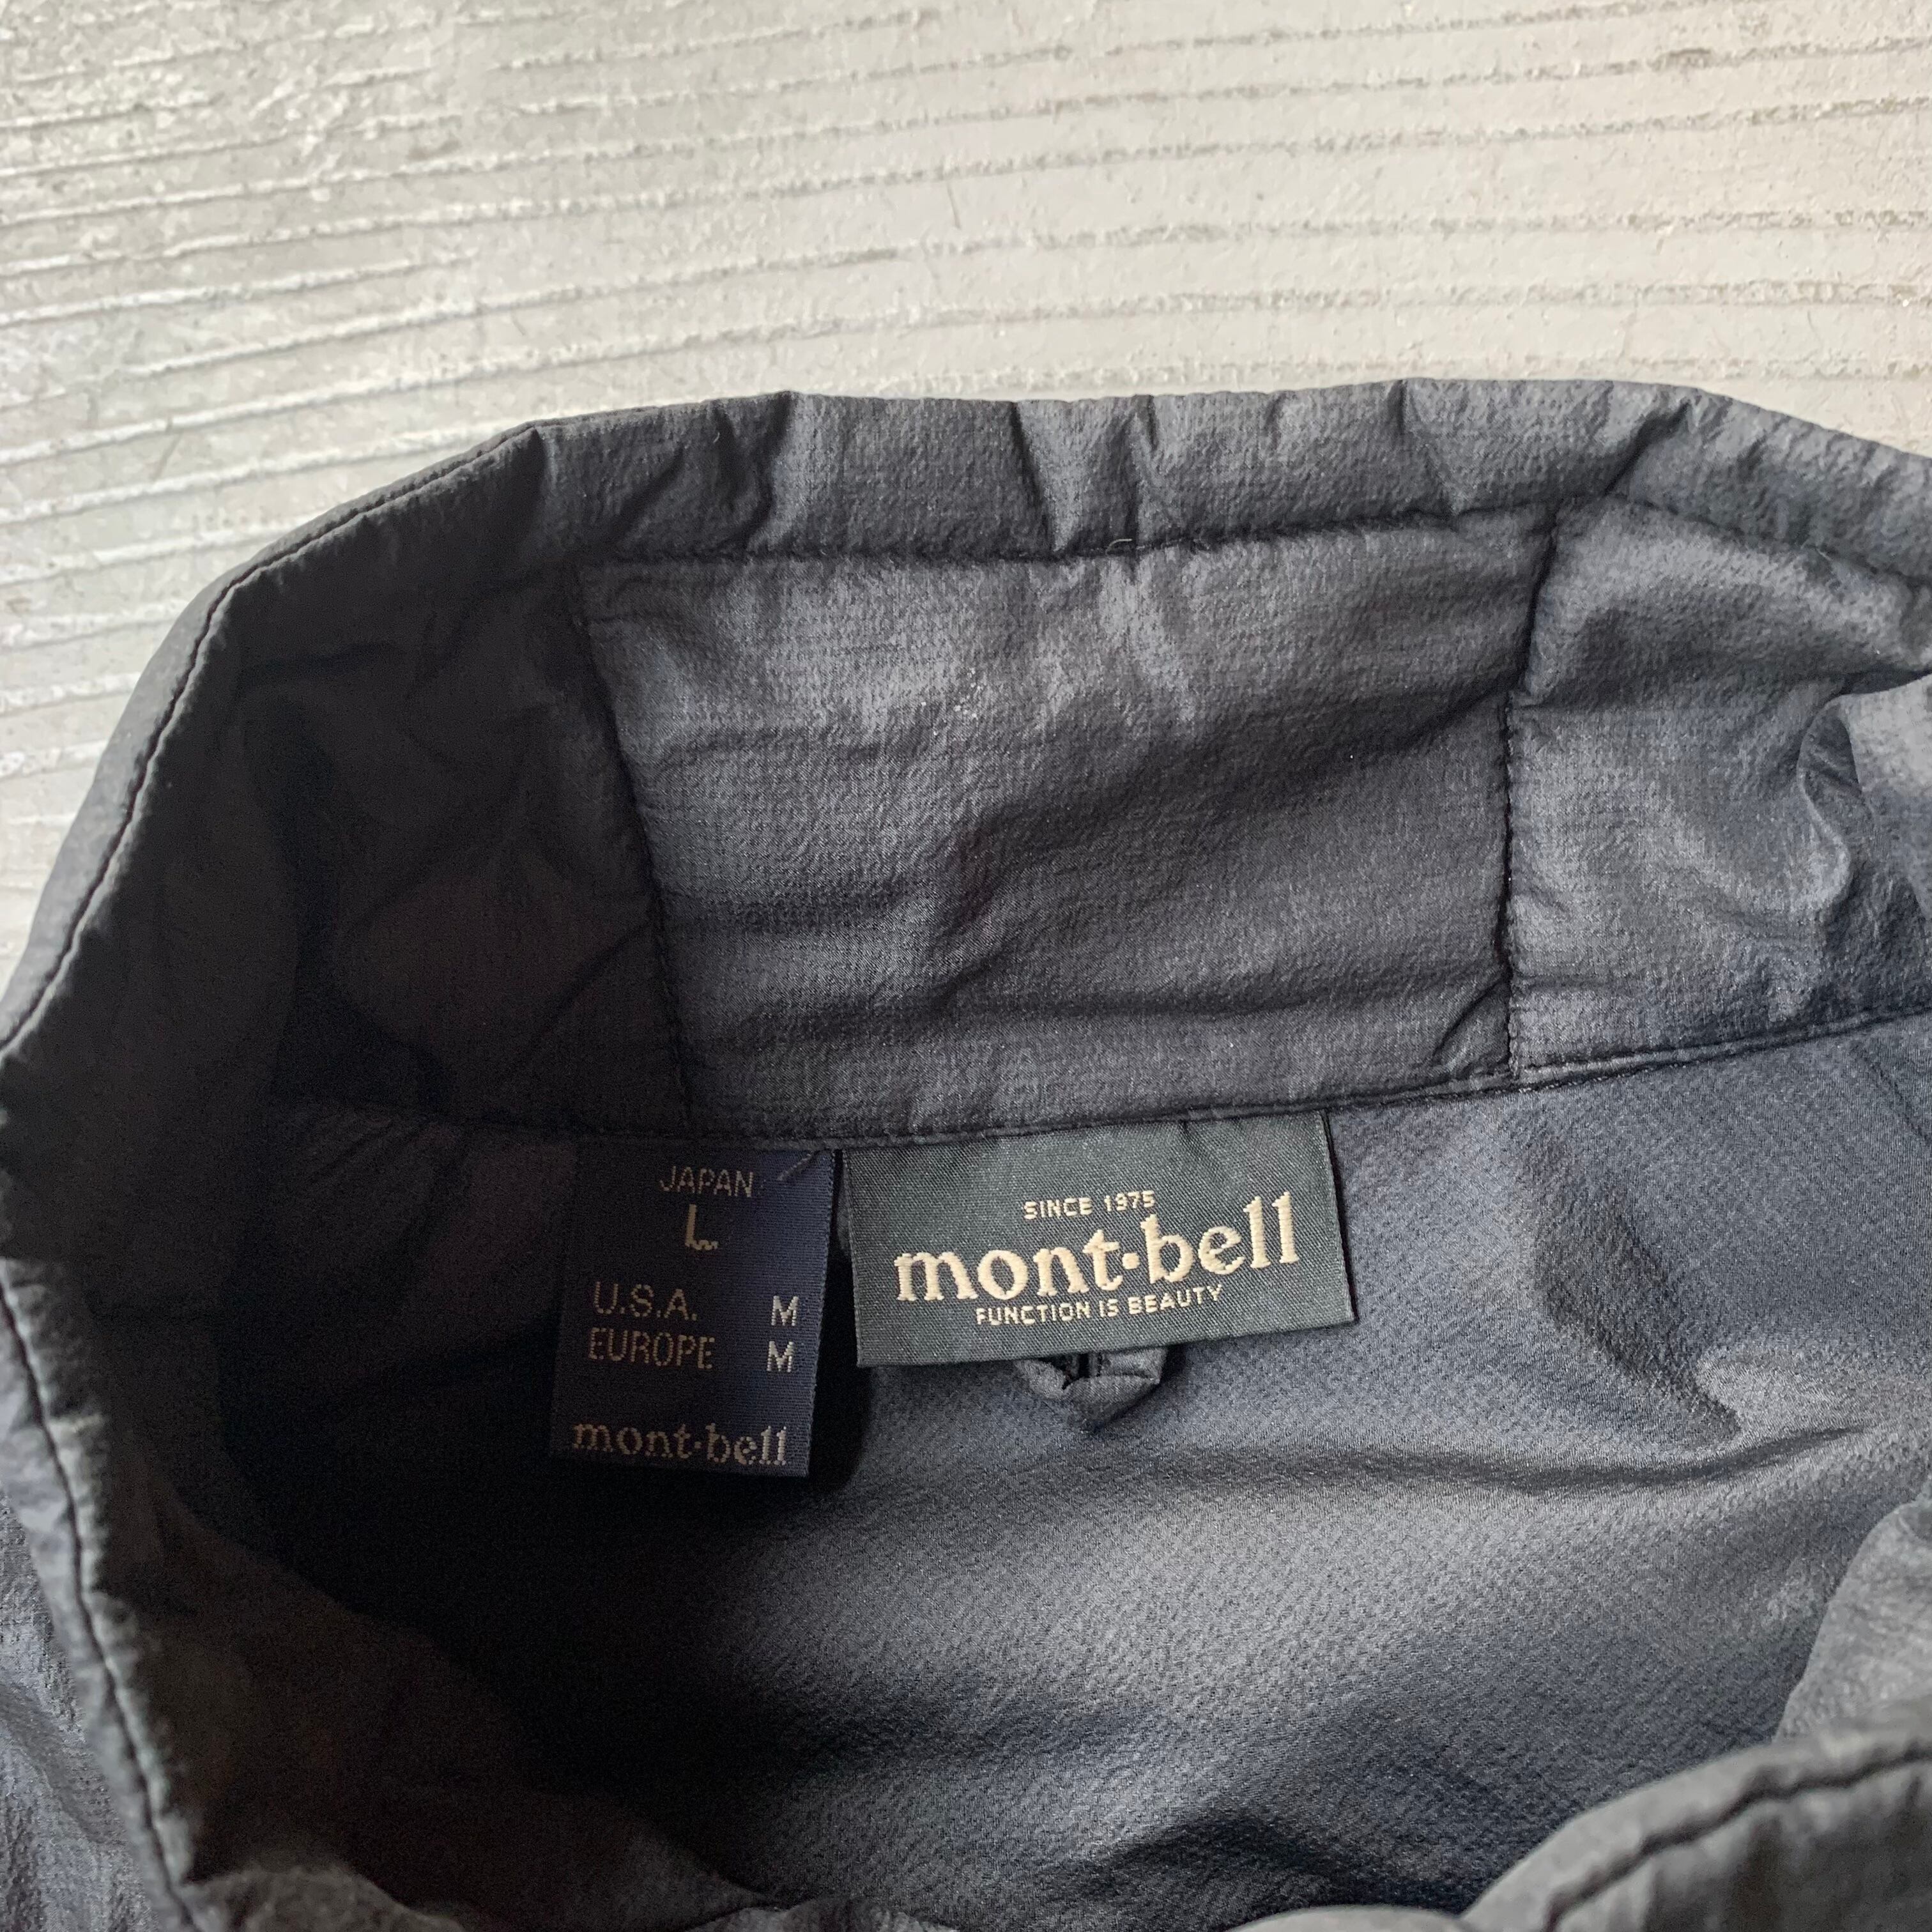 JAPAN
L
U.S.A. M
EUROPE M
mont·bell
SINCE 1975
mont·bell
FUNCTION IS BEAUTY